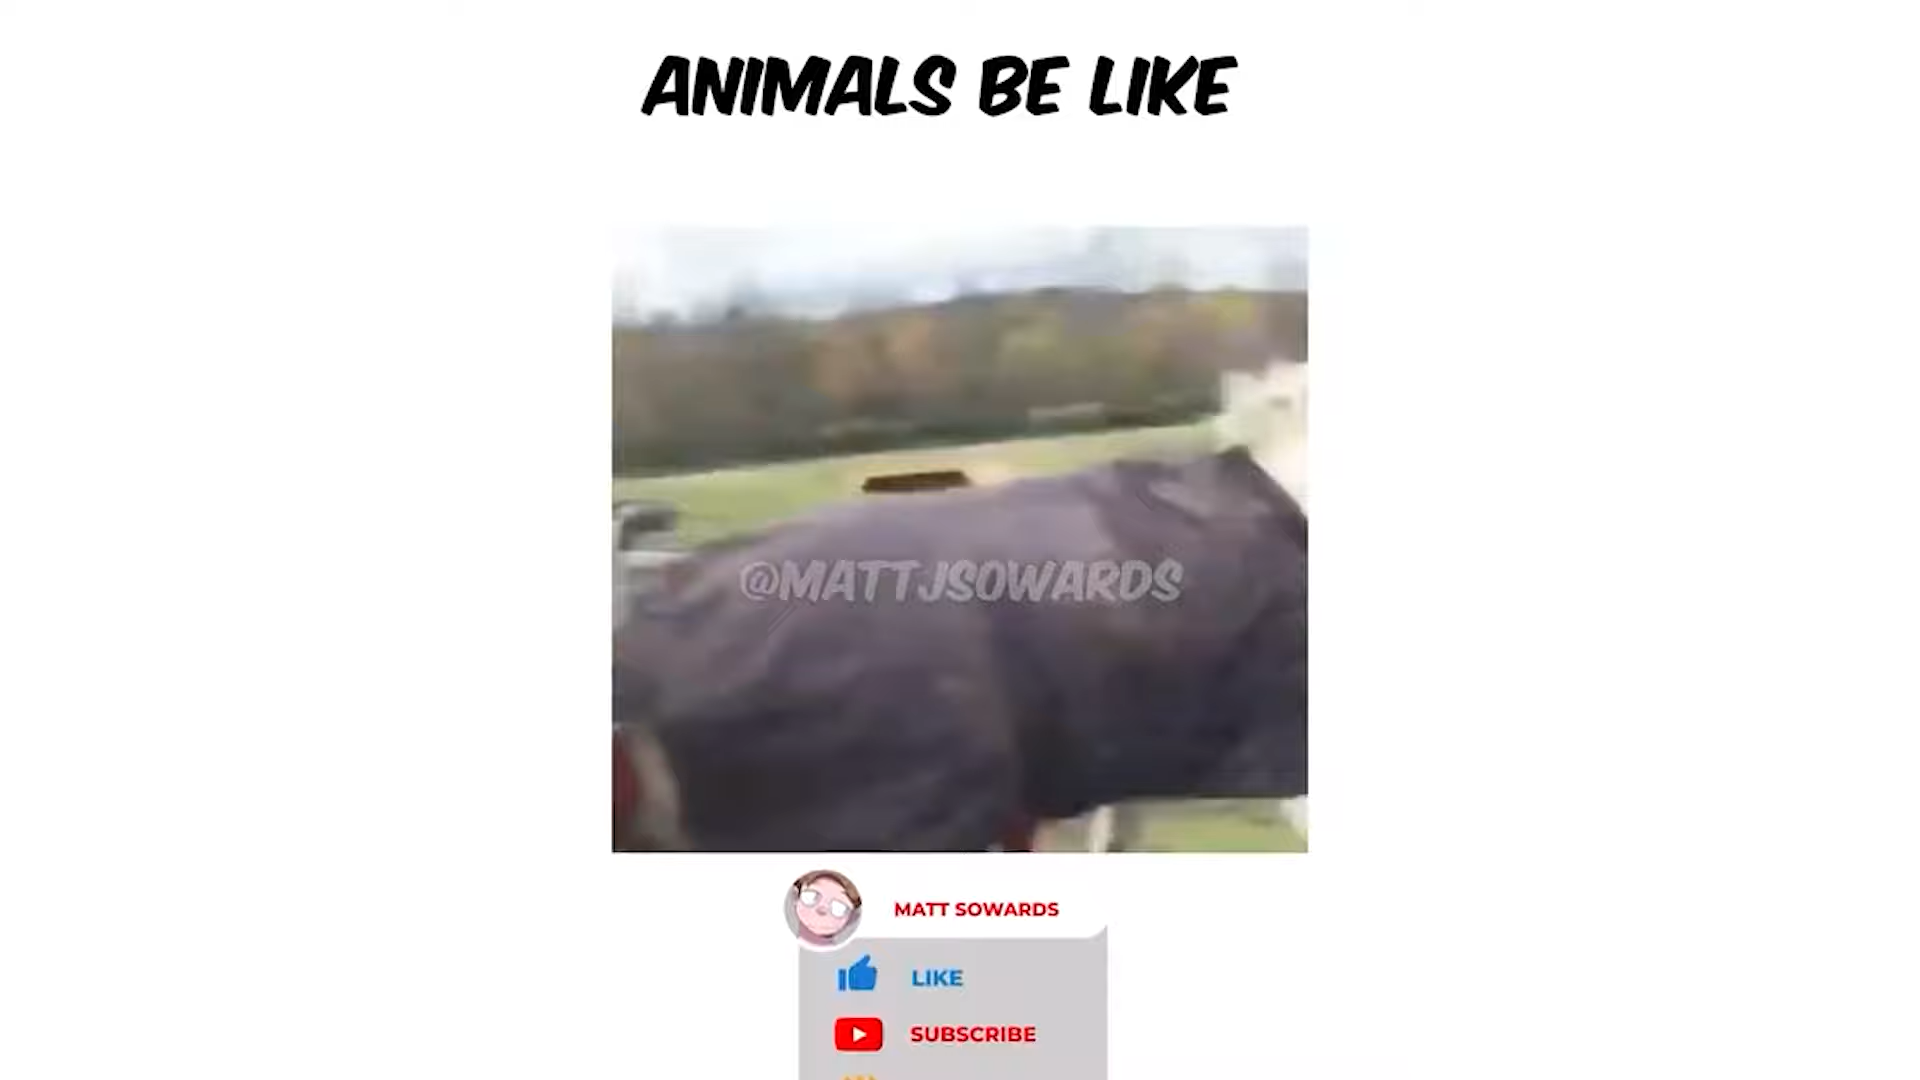 ANIMALS BE LIKE
@MATTJSOWARDS
MATT SOWARDS
LIKE
SUBSCRIBE